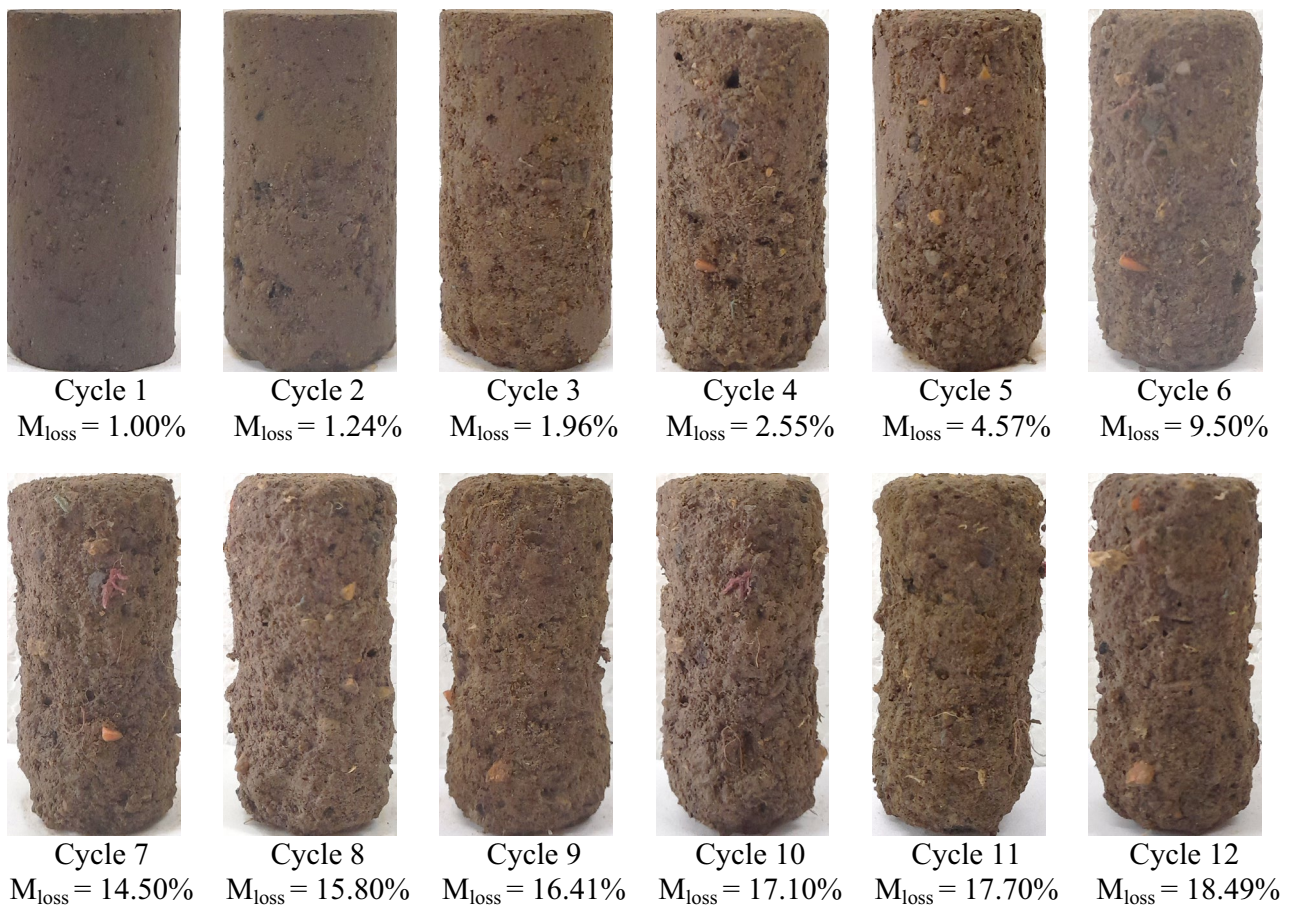 Cycle 1 Cycle 2 Cycle 3 Cycle 4 Cycle 5 Cycle 6
Mloss = 1.00% Mloss = 1.24% Mloss = 1.96% Mloss = 2.55% Mloss = 4.57% Mloss = 9.50%
Cycle 7 Cycle 8 Cycle 9 Cycle 10 Cycle 11 Cycle 12
Mloss = 14.50% Mloss = 15.80% Mloss = 16.41% Mloss = 17.10% Mloss = 17.70% Mloss = 18.49%